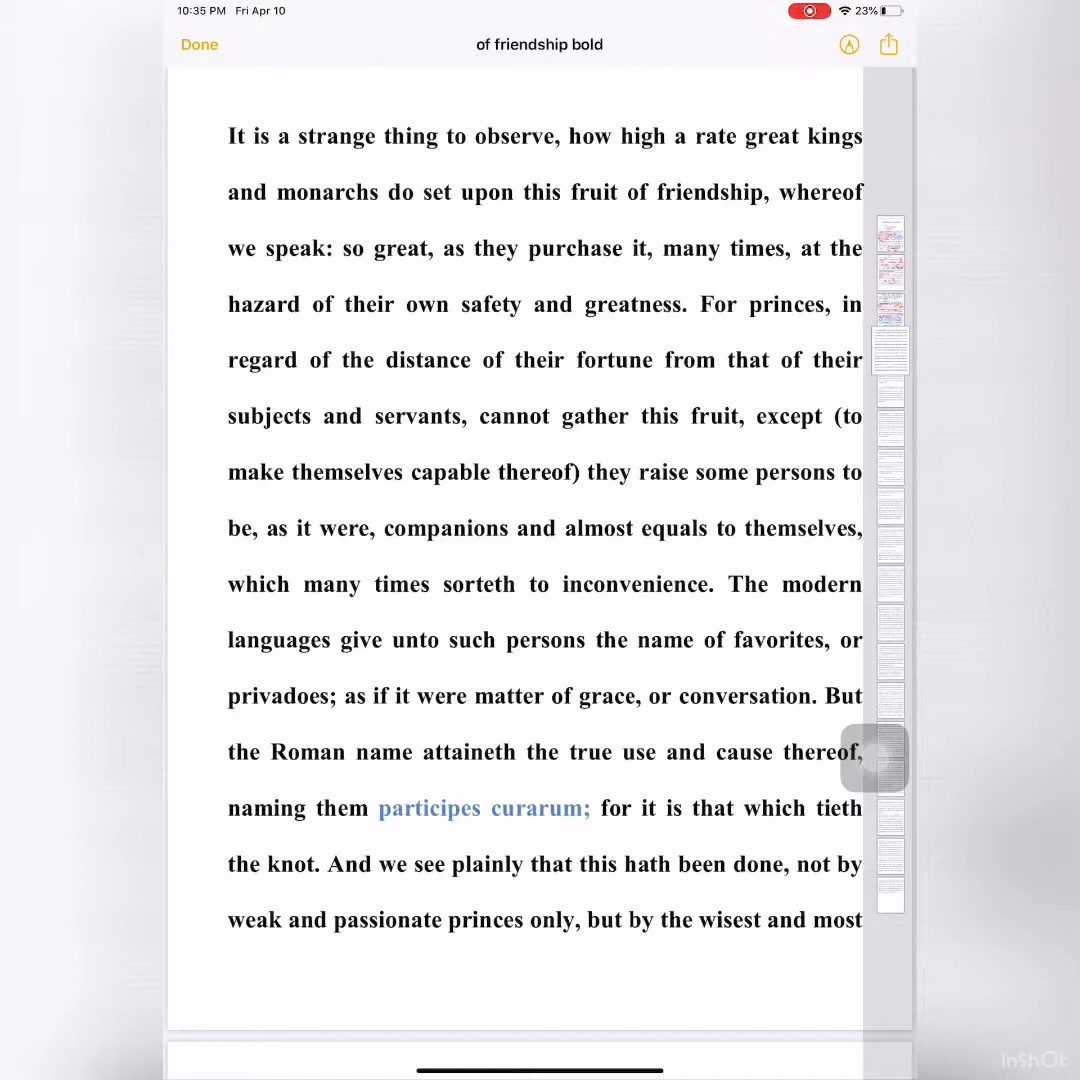 10:35 PM Fri Apr 10
23%
Done
of friendship bold
It is a strange thing to observe, how high a rate great kings
and monarchs do set upon this fruit of friendship, whereof
we speak: so great, as they purchase it, many times, at the
hazard of their own safety and greatness. For princes, in
regard of the distance of their fortune from that of their
subjects and servants, cannot gather this fruit, except (to
make themselves capable thereof) they raise some persons to
be, as it were, companions and almost equals to themselves,
which many times sorteth to inconvenience. The modern
languages give unto such persons the name of favorites, or
privadoes; as if it were matter of grace, or conversation. But
the Roman name attaineth the true use and cause thereof,
naming them participes curarum; for it is that which tieth
the knot. And we see plainly that this hath been done, not by
weak and passionate princes only, but by the wisest and most
InShOt